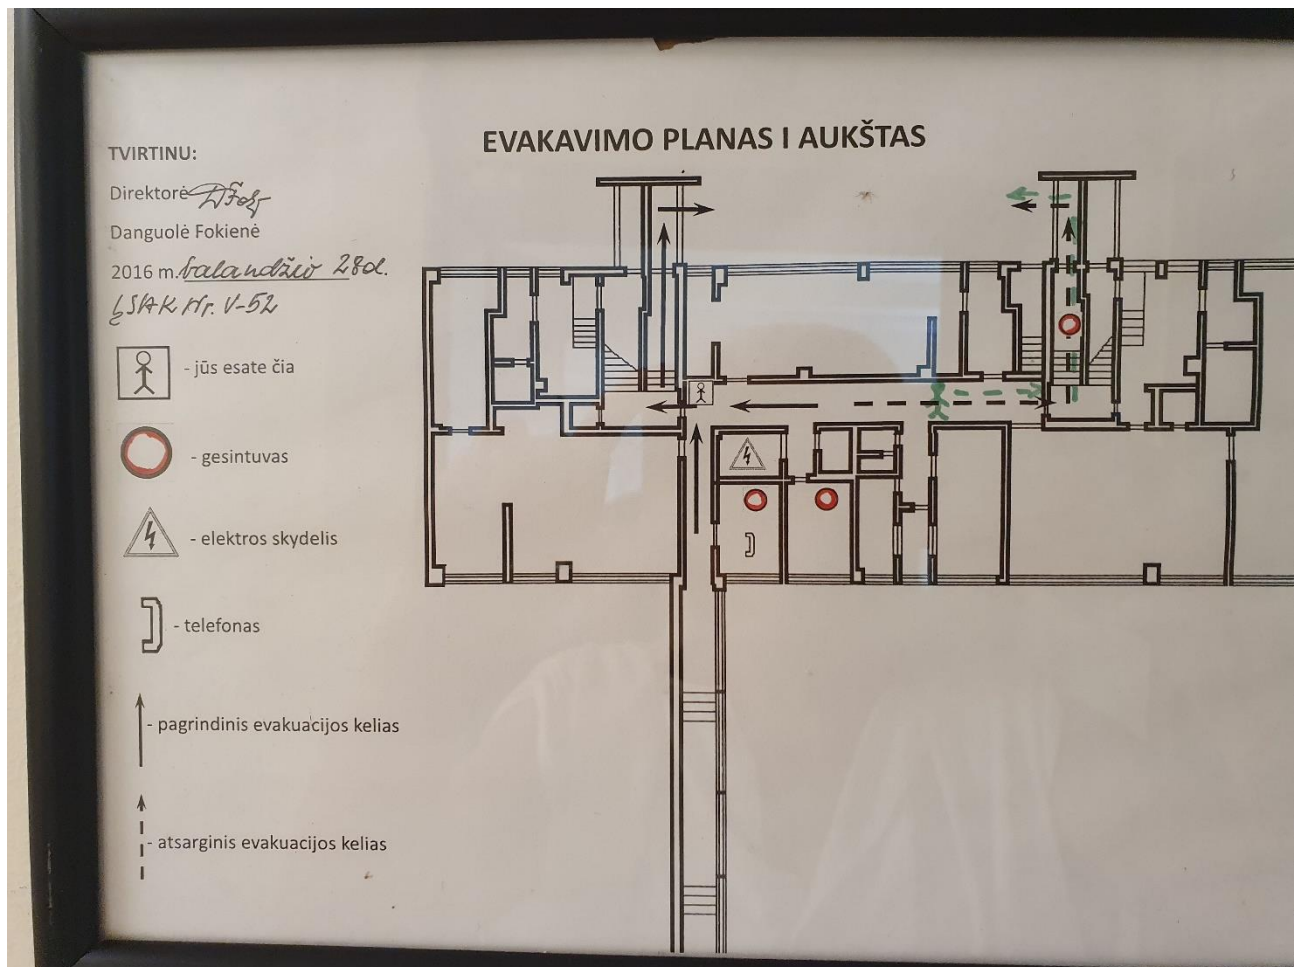 EVAKAVIMO PLANAS I AUKŠTAS
TVIRTINU:
Direktorė
Danguolė Fokienė
2016 m. balandžio 28d.
ĮSAK Nr. V-52
- jūs esate čia
- gesintuvas
- elektros skydelis
- telefonas
- pagrindinis evakuacijos kelias
- atsarginis evakuacijos kelias